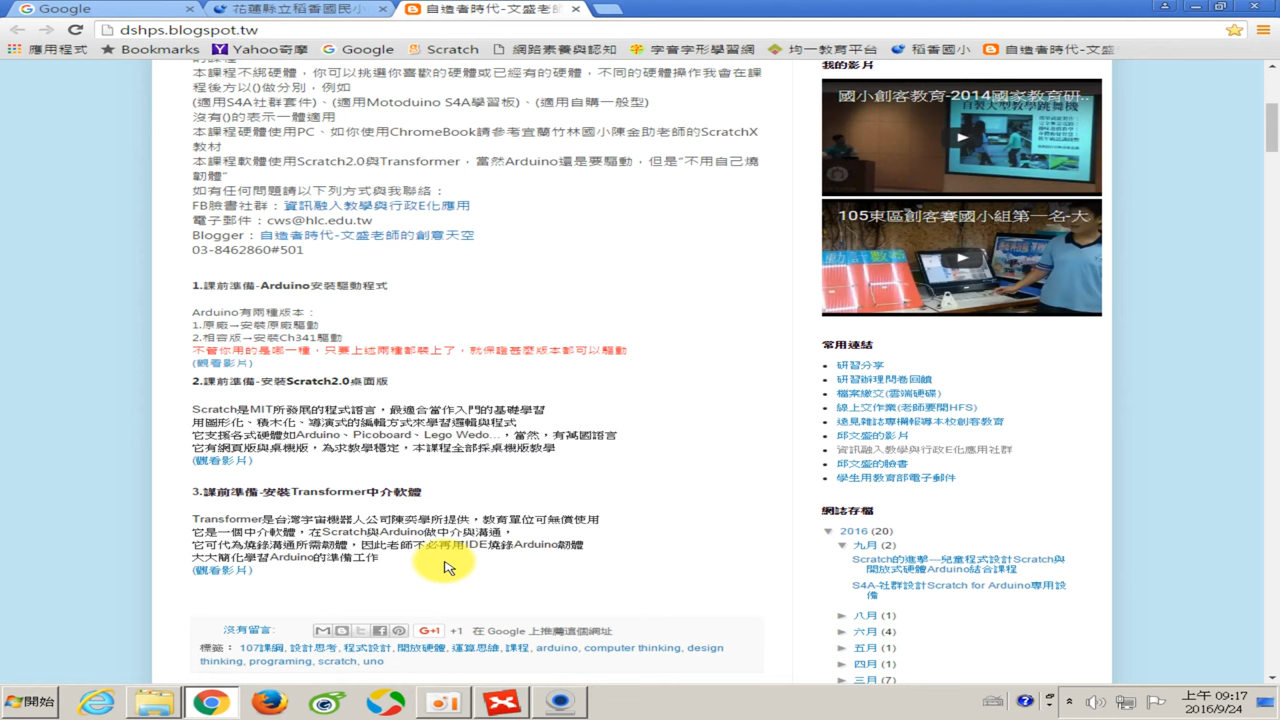 Google
花蓮縣立稻香國民小
自造者時代-文盛老師
dshps.blogspot.tw
應用程式
Bookmarks
Yahoo奇摩
Google
Scratch
網路素養與認知
字音字形學習網
均一教育平台
稻香國小
自造者時代-文盛
的課程
本課程不綁硬體，你可以挑選你喜歡的硬體或已經有的硬體，不同的硬體操作我會在課
程後方以()做分別，例如
(適用S4A社群套件)、(適用Motoduino S4A學習板)、(適用自購一般型)
沒有()的表示一體適用
本課程硬體使用PC、如你使用ChromeBook請參考宜蘭竹林國小陳金助老師的ScratchX
教材
本課程軟體使用Scratch2.0與Transformer，當然Arduino還是要驅動，但是“不用自己燒
韌體”
如有任何問題請以下列方式與我聯絡：
FB臉書社群：資訊融入教學與行政E化應用
電子郵件：cws@hlc.edu.tw
Blogger：自造者時代-文盛老師的創意天空
03-8462860#501
1.課前準備-Arduino安裝驅動程式
Arduino有兩種版本：
1.原廠→安裝原廠驅動
2.相容版→安裝Ch341驅動
不管你用的是哪一種，只要上述兩種都裝上了，就保證甚麼版本都可以驅動
(觀看影片)
2.課前準備-安裝Scratch2.0桌面版
Scratch是MIT所發展的程式語言，最適合當作入門的基礎學習
用圖形化、積木化、導演式的編輯方式來學習邏輯與程式
它支援各式硬體如Arduino、Picoboard、Lego Wedo...，當然，有萬國語言
它有網頁版與桌機版，為求教學穩定，本課程全部採桌機版教學
(觀看影片)
3.課前準備-安裝Transformer中介軟體
Transformer是台灣宇宙機器人公司陳奕學所提供，教育單位可無償使用
它是一個中介軟體，在Scratch與Arduino做中介與溝通，
它可代為燒錄溝通所需韌體，因此老師不必再用IDE燒錄Arduino韌體
大大簡化學習Arduino的準備工作
(觀看影片)
沒有留言:
G+1 +1 在 Google 上推薦這個網址
標籤： 107課綱, 設計思考, 程式設計, 開放硬體, 運算思維, 課程, arduino, computer thinking, design
thinking, programing, scratch, uno
我的影片
國小創客教育-2014國家教育研...
自製大型教學跳舞機
105東區創客賽國小組第一名-大
常用連結
研習分享
研習辦理問卷回饋
檔案繳交(雲端硬碟)
線上交作業(老師要開HFS)
遠見雜誌專欄報導本校創客教育
邱文盛的影片
資訊融入教學與行政E化應用社群
邱文盛的臉書
學生用教育部電子郵件
網誌存檔
▼ 2016 (20)
▼ 九月 (2)
Scratch的進擊---兒童程式設計Scratch與
開放式硬體Arduino結合課程
S4A-社群設計Scratch for Arduino專用設
備
► 八月 (1)
► 六月 (4)
► 五月 (1)
► 四月 (1)
► 三月 (7)
開始
上午 09:17
2016/9/24